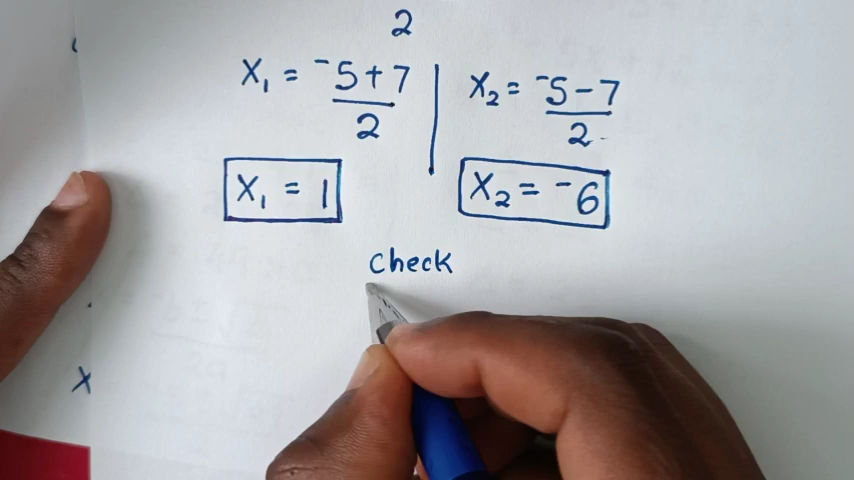 2
X₁ = ⁻5+7/2 | X₂ = ⁻5-7/2
X₁ = 1 X₂ = ⁻6
check
x